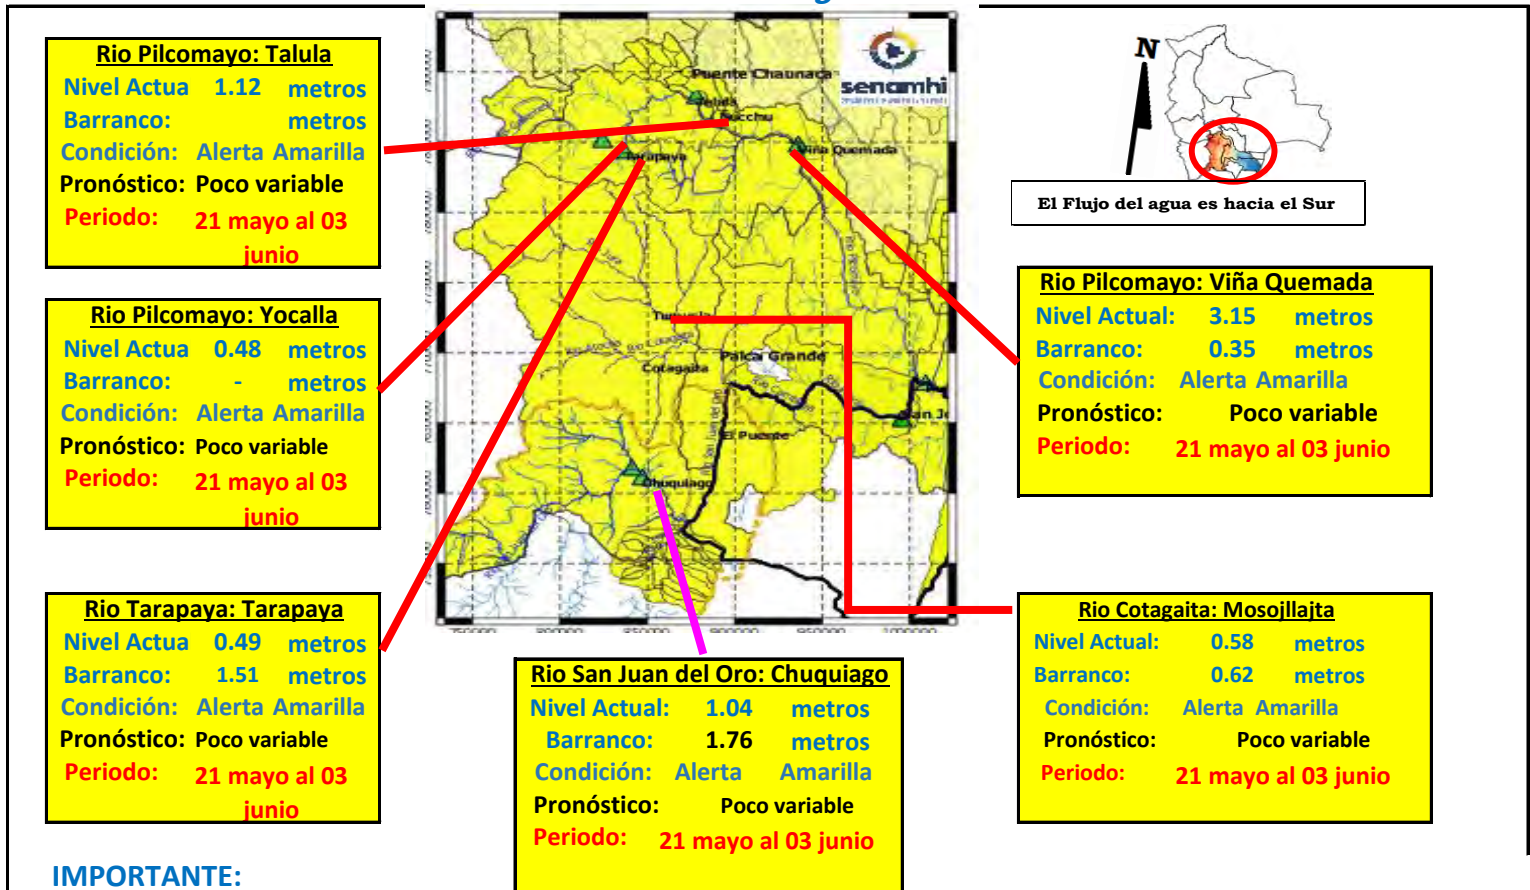 Rio Pilcomayo: Talula
Nivel Actua 1.12 metros
Barranco: metros
Condición: Alerta Amarilla
Pronóstico: Poco variable
Periodo: 21 mayo al 03
junio
Rio Pilcomayo: Yocalla
Nivel Actua 0.48 metros
Barranco: - metros
Condición: Alerta Amarilla
Pronóstico: Poco variable
Periodo: 21 mayo al 03
junio
Rio Tarapaya: Tarapaya
Nivel Actua 0.49 metros
Barranco: 1.51 metros
Condición: Alerta Amarilla
Pronóstico: Poco variable
Periodo: 21 mayo al 03
junio
senamhi
Puente Chaunaca
Talula
Viña Quemada
Tarapaya
Tumusla
Palca Grande
Cotagaita
El Puente
Chuquiago
850000
900000
950000
1000000
Rio San Juan del Oro: Chuquiago
Nivel Actual: 1.04 metros
Barranco: 1.76 metros
Condición: Alerta Amarilla
Pronóstico: Poco variable
Periodo: 21 mayo al 03 junio
N
El Flujo del agua es hacia el Sur
Rio Pilcomayo: Viña Quemada
Nivel Actual: 3.15 metros
Barranco: 0.35 metros
Condición: Alerta Amarilla
Pronóstico: Poco variable
Periodo: 21 mayo al 03 junio
Rio Cotagaita: Mosojllajta
Nivel Actual: 0.58 metros
Barranco: 0.62 metros
Condición: Alerta Amarilla
Pronóstico: Poco variable
Periodo: 21 mayo al 03 junio
IMPORTANTE: